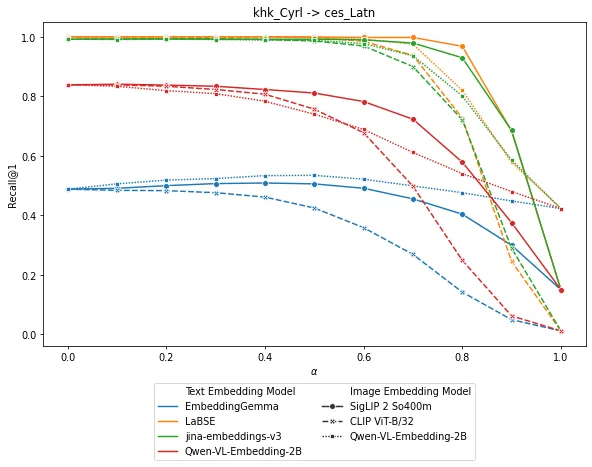 khk_Cyrl -> ces_Latn
Recall@1
1.0
0.8
0.6
0.4
0.2
0.0
0.0 0.2 0.4 0.6 0.8 1.0
α
Text Embedding Model
EmbeddingGemma
LaBSE
jina-embeddings-v3
Qwen-VL-Embedding-2B
Image Embedding Model
SigLIP 2 So400m
CLIP ViT-B/32
Qwen-VL-Embedding-2B